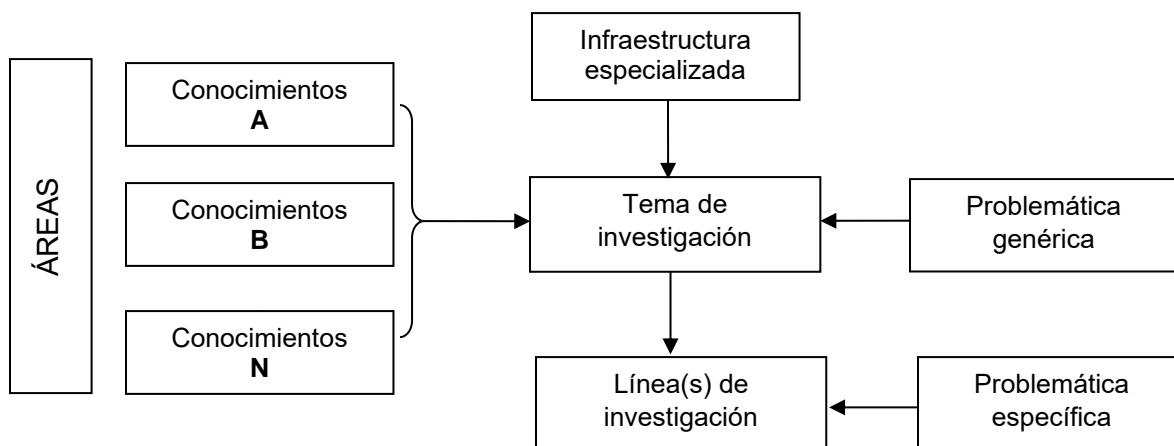 ÁREAS
Conocimientos
A
Conocimientos
B
Conocimientos
N
Infraestructura
especializada
Tema de
investigación
Problemática
genérica
Línea(s) de
investigación
Problemática
específica